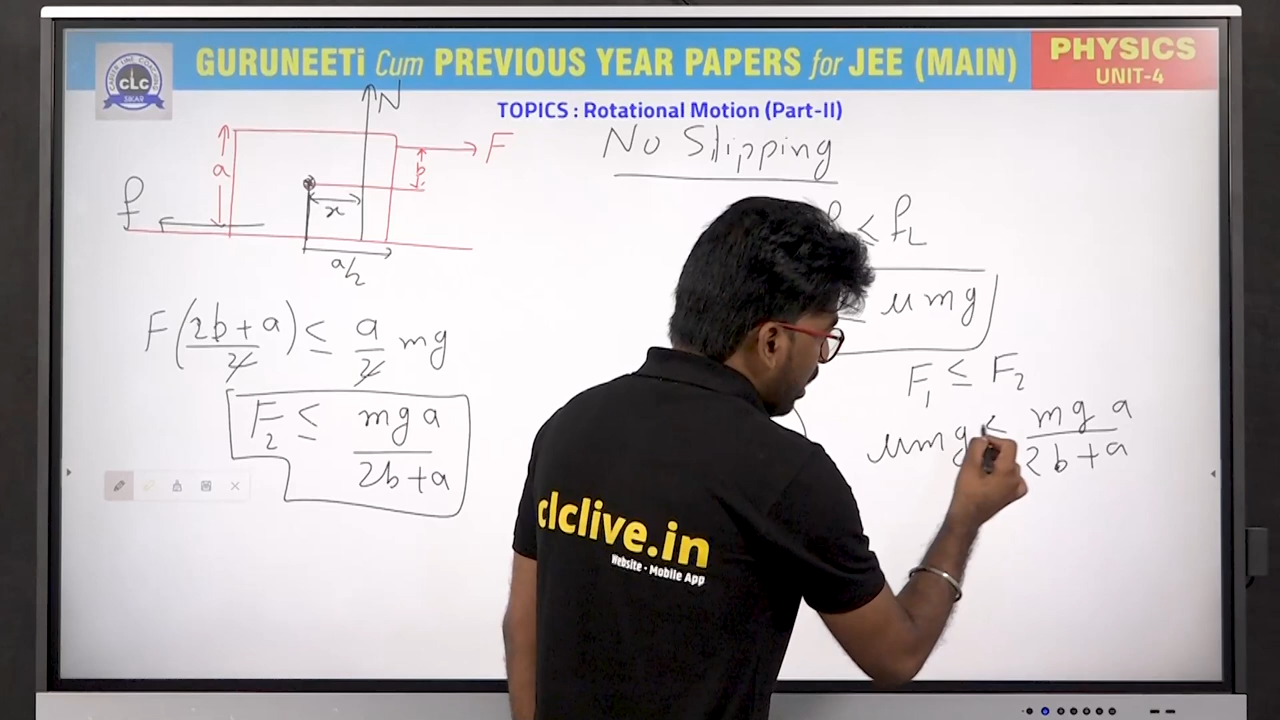 GURUNEETi Cum PREVIOUS YEAR PAPERS for JEE (MAIN)
PHYSICS
UNIT-4
CLC
SIKAR
TOPICS : Rotational Motion (Part-II)
N
F
a
b
f
x
a/2
No Slipping
< fL
μmg
F(2b+a/2) ≤ a/2 mg
F2 ≤ mga/2b+a
F1 ≤ F2
μmg ≤ mga/2b+a
clclive.in
Website · Mobile App